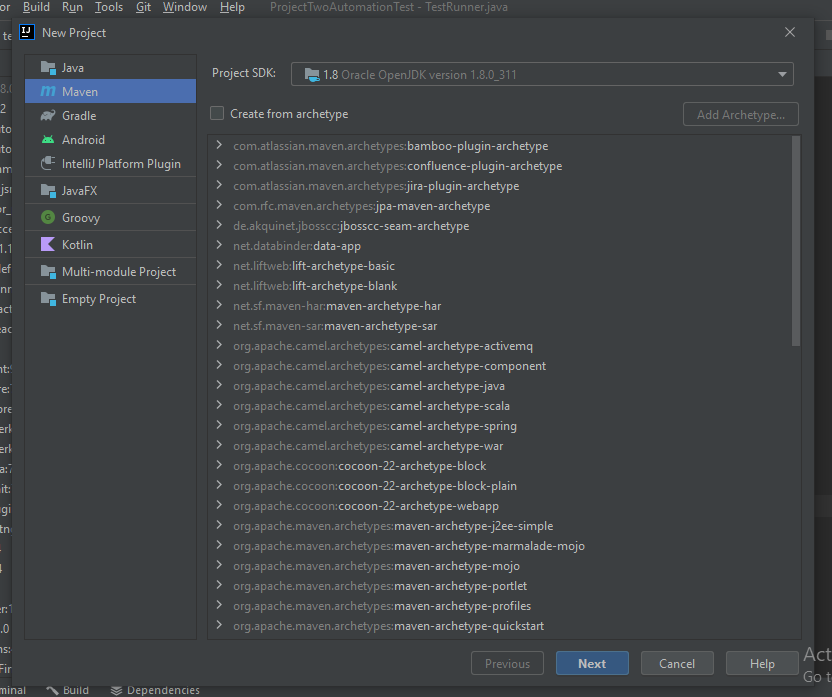 Build Run Tools Git Window Help ProjectTwoAutomationTest - TestRunner.java
New Project
Java
Maven
Gradle
Android
IntelliJ Platform Plugin
JavaFX
Groovy
Kotlin
Multi-module Project
Empty Project
Project SDK: 1.8 Oracle OpenJDK version 1.8.0_311
Create from archetype Add Archetype...
com.atlassian.maven.archetypes:bamboo-plugin-archetype
com.atlassian.maven.archetypes:confluence-plugin-archetype
com.atlassian.maven.archetypes:jira-plugin-archetype
com.rfc.maven.archetypes:jpa-maven-archetype
de.akquinet.jbosscc:jbosscc-seam-archetype
net.databinder:data-app
net.liftweb:lift-archetype-basic
net.liftweb:lift-archetype-blank
net.sf.maven-har:maven-archetype-har
net.sf.maven-sar:maven-archetype-sar
org.apache.camel.archetypes:camel-archetype-activemq
org.apache.camel.archetypes:camel-archetype-component
org.apache.camel.archetypes:camel-archetype-java
org.apache.camel.archetypes:camel-archetype-scala
org.apache.camel.archetypes:camel-archetype-spring
org.apache.camel.archetypes:camel-archetype-war
org.apache.cocoon:cocoon-22-archetype-block
org.apache.cocoon:cocoon-22-archetype-block-plain
org.apache.cocoon:cocoon-22-archetype-webapp
org.apache.maven.archetypes:maven-archetype-j2ee-simple
org.apache.maven.archetypes:maven-archetype-marmalade-mojo
org.apache.maven.archetypes:maven-archetype-mojo
org.apache.maven.archetypes:maven-archetype-portlet
org.apache.maven.archetypes:maven-archetype-profiles
org.apache.maven.archetypes:maven-archetype-quickstart
Previous Next Cancel Help
Act
Go t
minal Build Dependencies